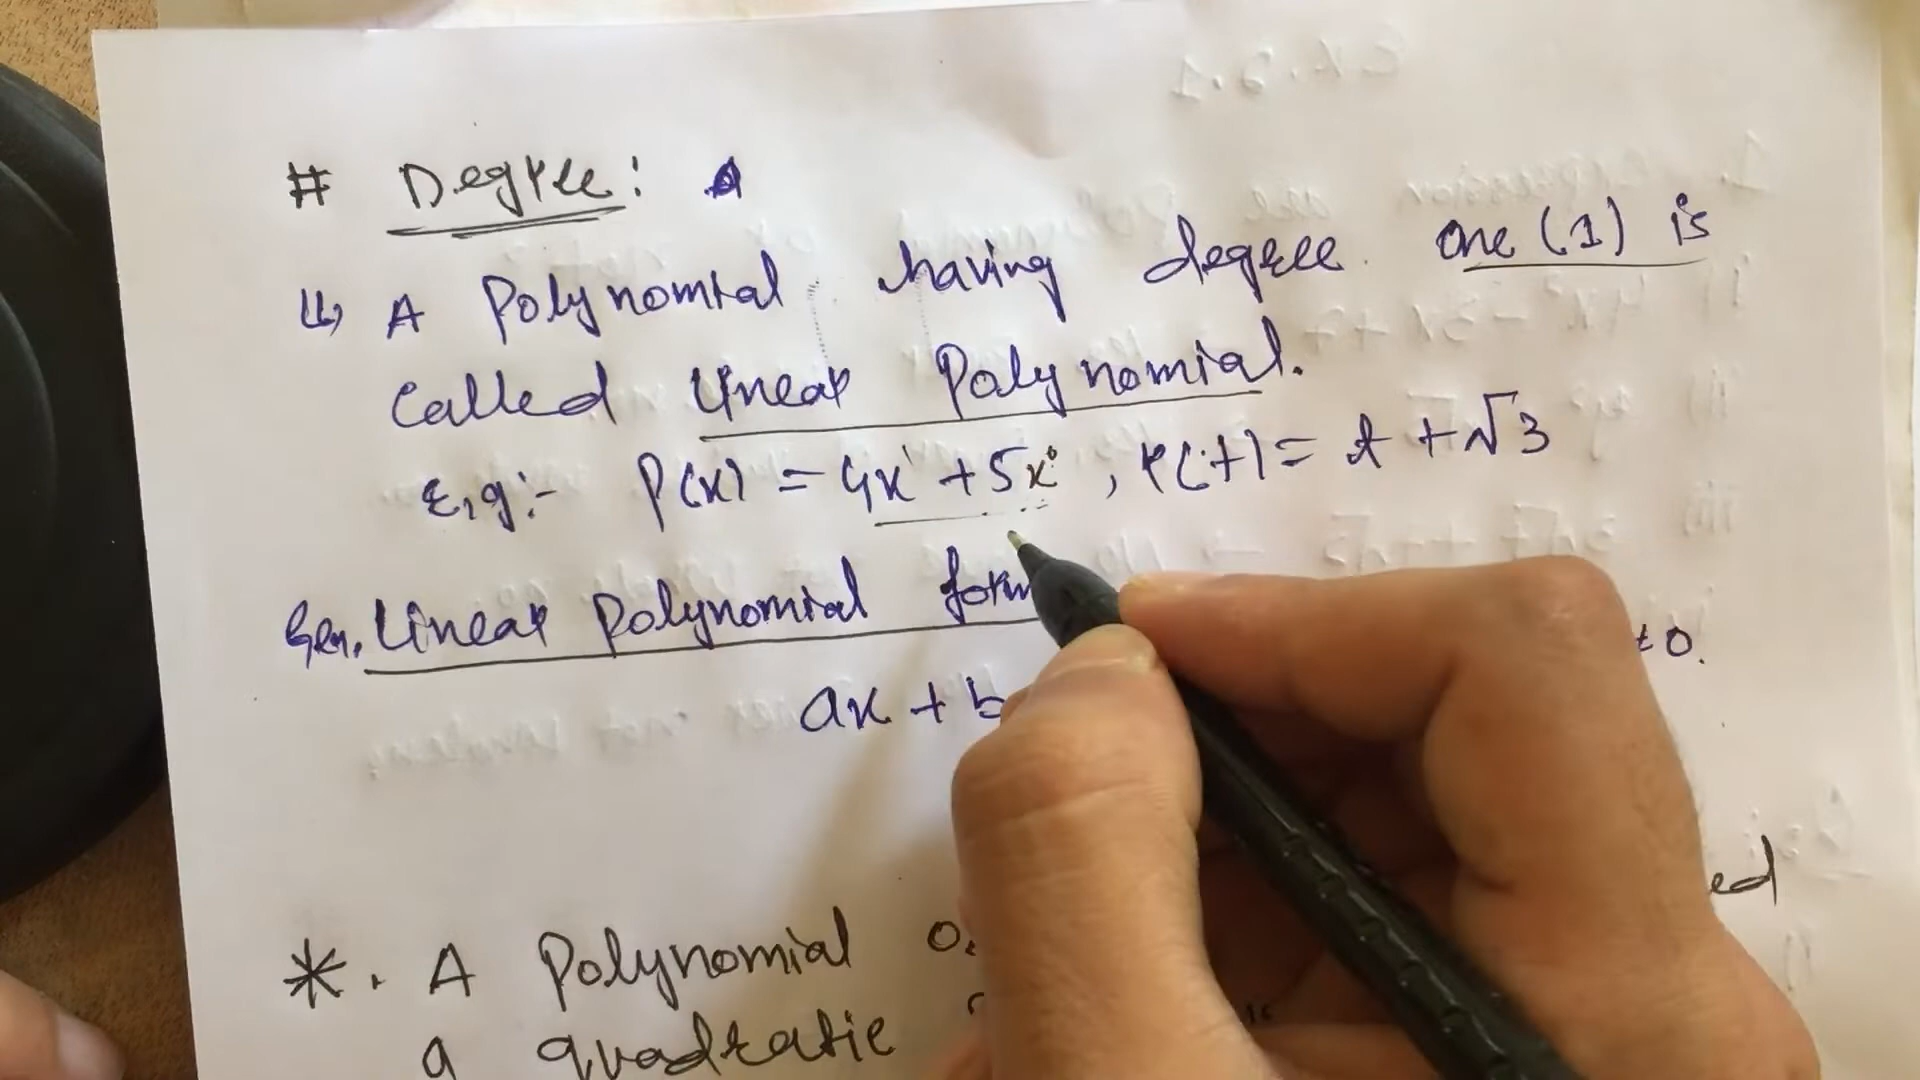 # Degree:
A Polynomial having degree one (1) is
called Linear Polynomial.
E.g:- P(x) = 4x¹ + 5x⁰, P(t) = t + √3
Gen. Linear Polynomial form ≠ 0.
ax + b
*. A Polynomial ed
a quadratic